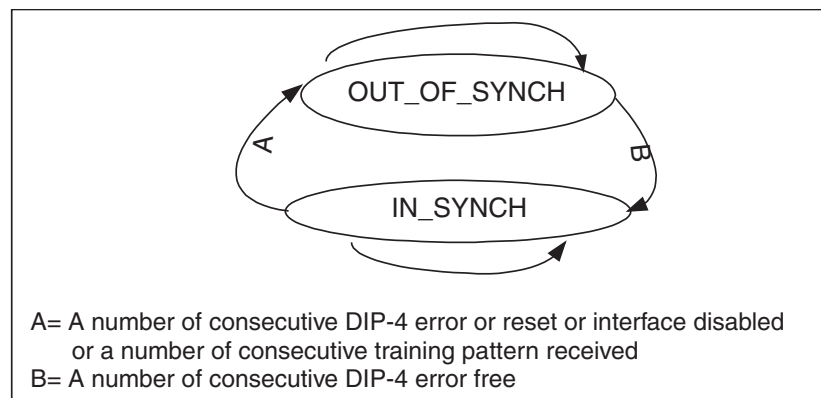 OUT_OF_SYNCH
A
B
IN_SYNCH
A= A number of consecutive DIP-4 error or reset or interface disabled
or a number of consecutive training pattern received
B= A number of consecutive DIP-4 error free